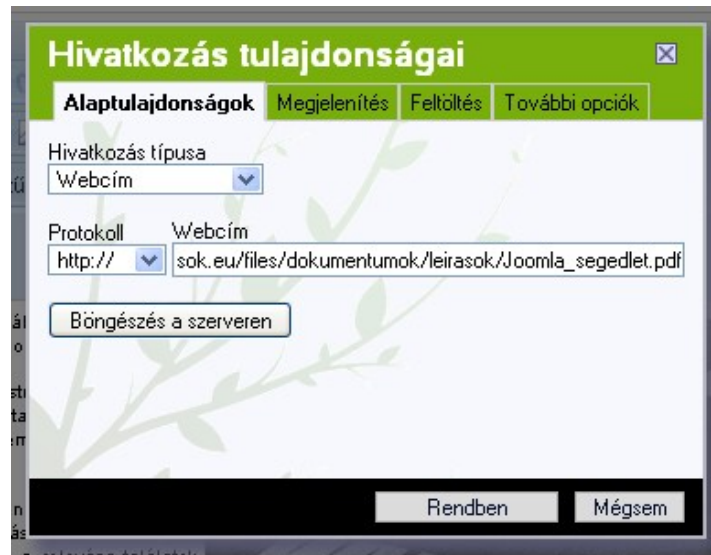 Hivatkozás tulajdonságai
Alaptulajdonságok Megjelenítés Feltöltés További opciók
Hivatkozás típusa
Webcím
Protokoll Webcím
http:// sok.eu/files/dokumentumok/leirasok/Joomla_segedlet.pdf
Böngészés a szerveren
Rendben Mégsem